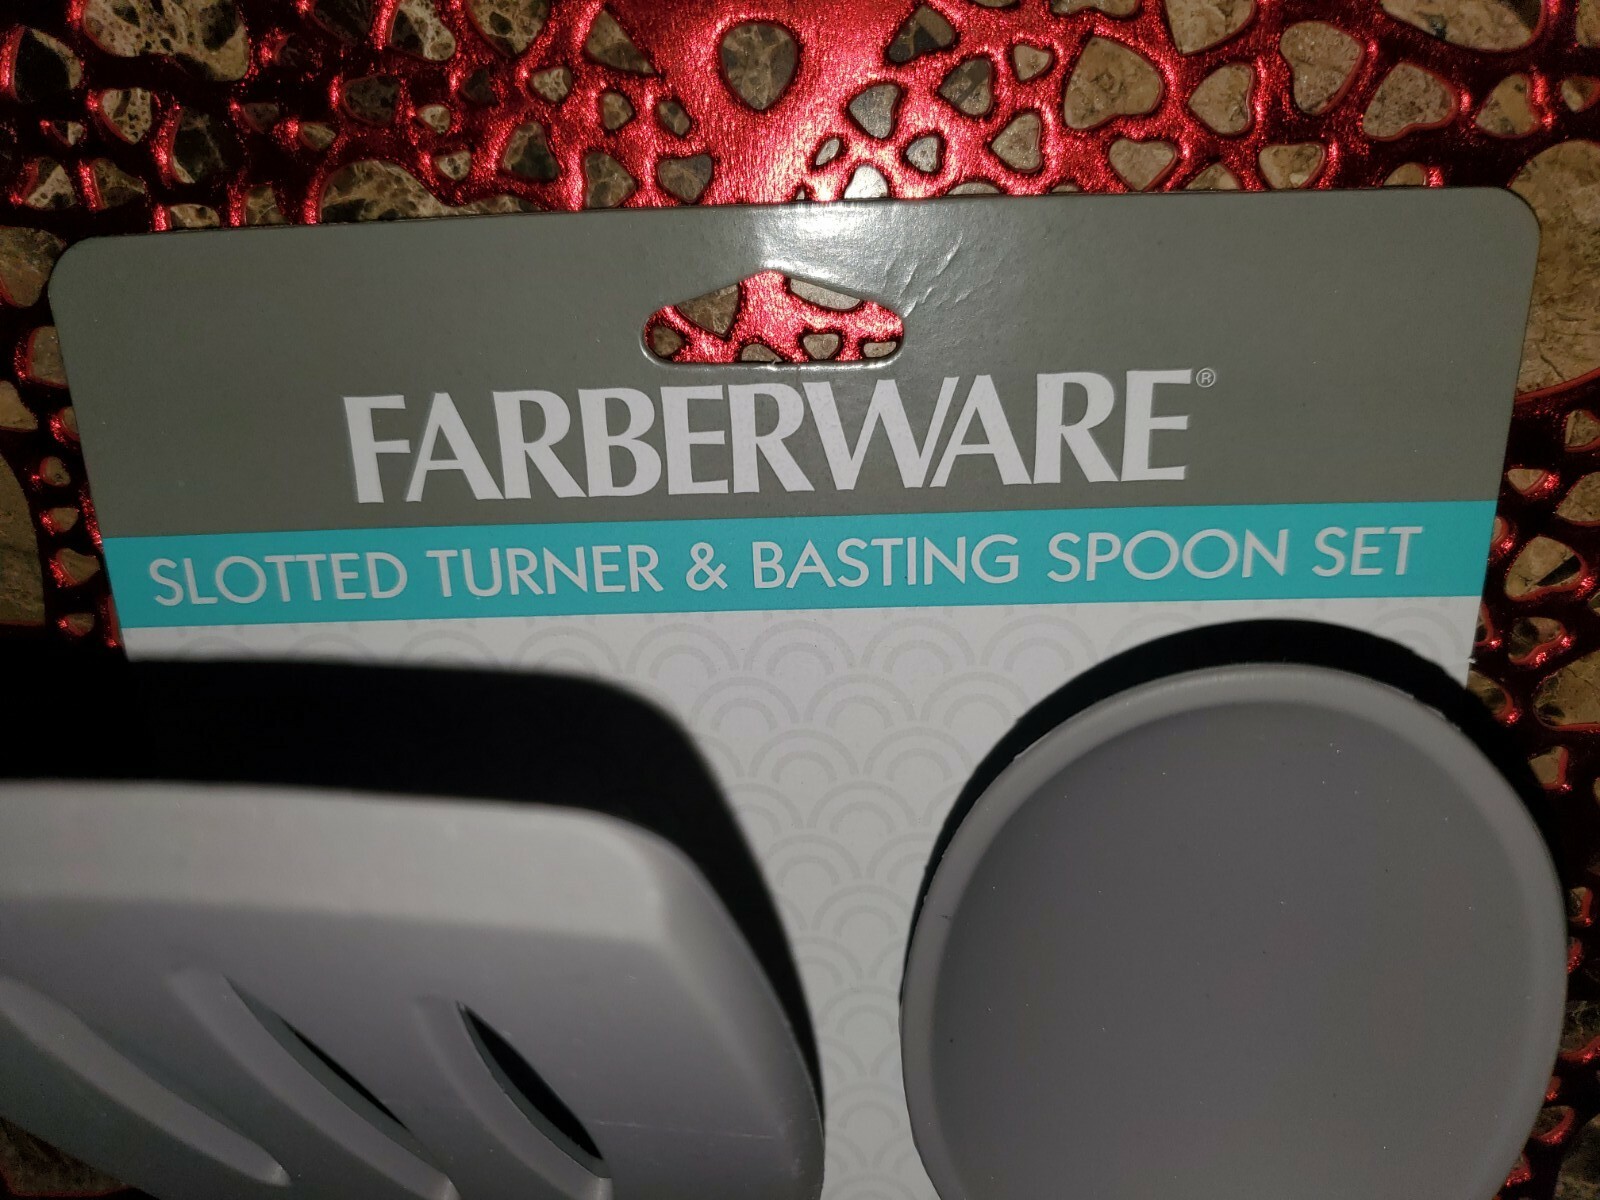 FARBERWARE®
SLOTTED TURNER & BASTING SPOON SET